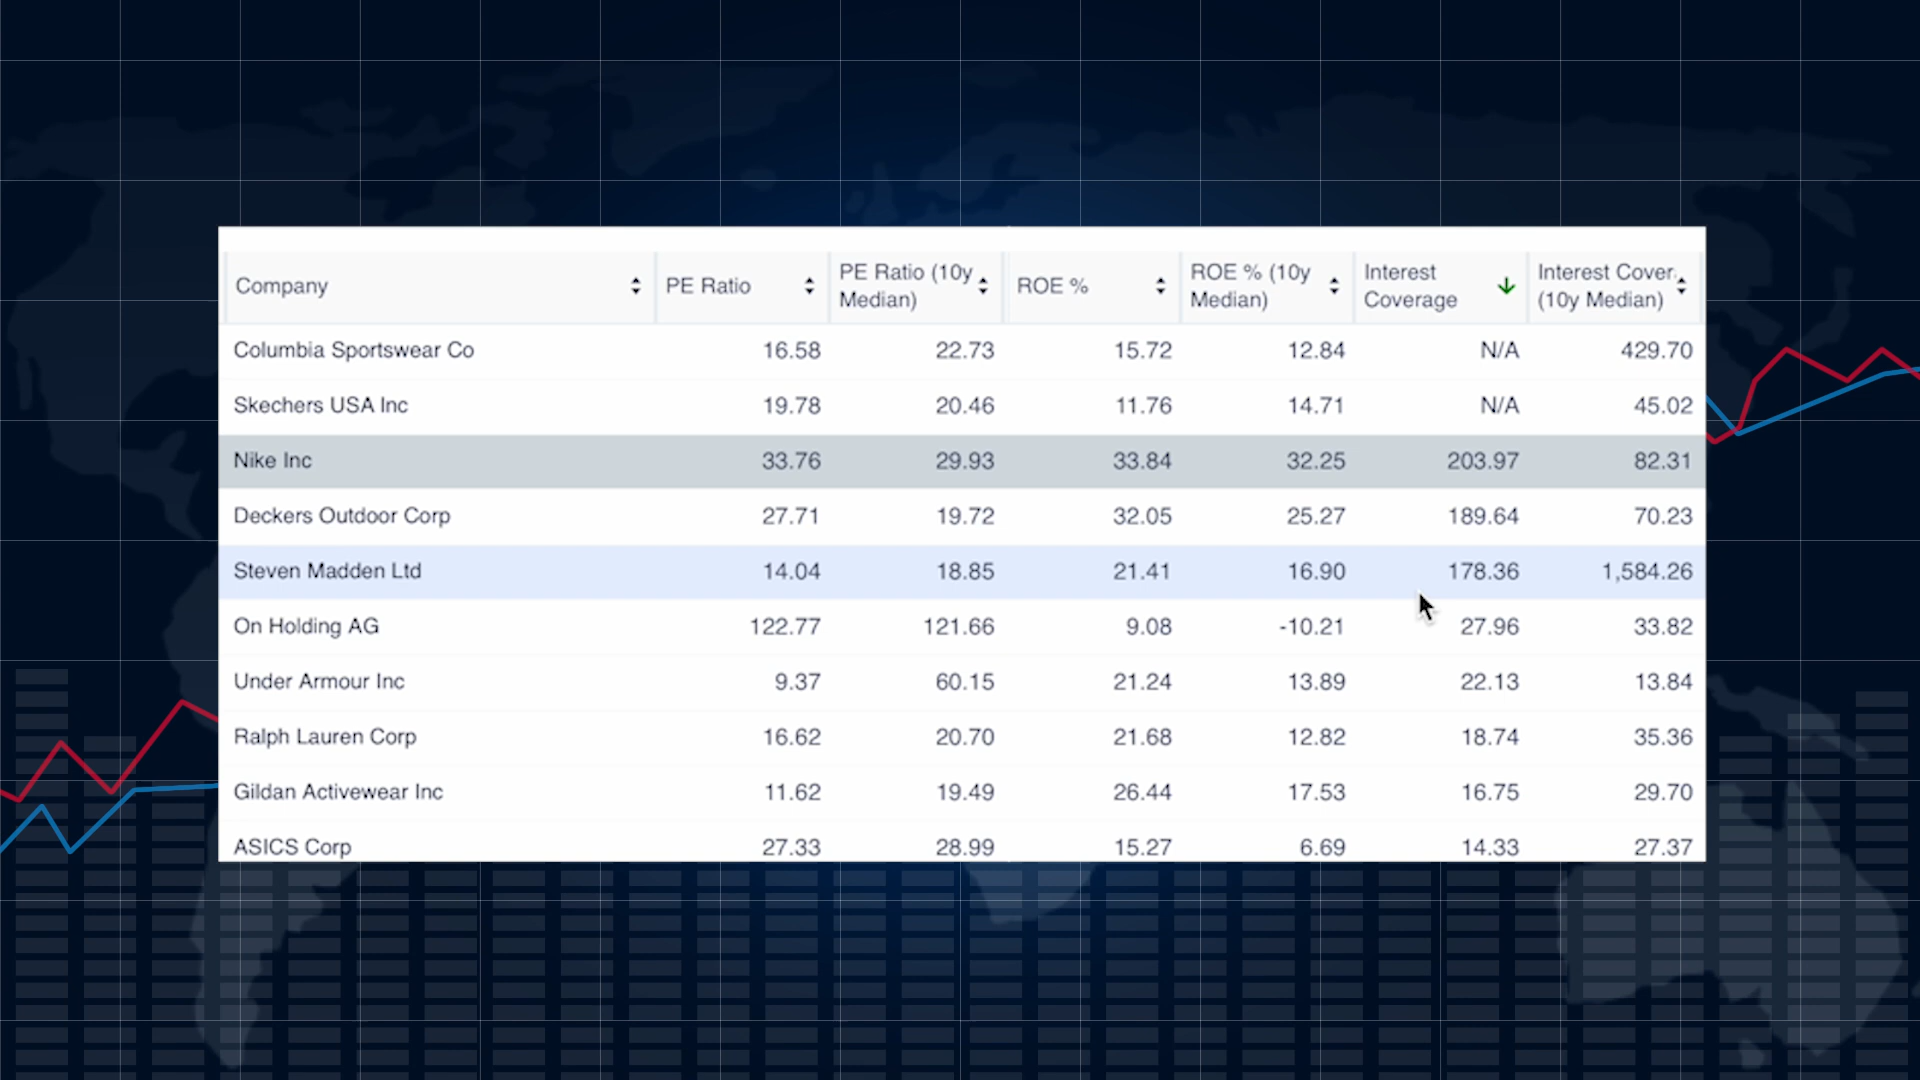 Company PE Ratio PE Ratio (10y Median) ROE % ROE % (10y Median) Interest Coverage Interest Cover. (10y Median)
Columbia Sportswear Co 16.58 22.73 15.72 12.84 N/A 429.70
Skechers USA Inc 19.78 20.46 11.76 14.71 N/A 45.02
Nike Inc 33.76 29.93 33.84 32.25 203.97 82.31
Deckers Outdoor Corp 27.71 19.72 32.05 25.27 189.64 70.23
Steven Madden Ltd 14.04 18.85 21.41 16.90 178.36 1,584.26
On Holding AG 122.77 121.66 9.08 -10.21 27.96 33.82
Under Armour Inc 9.37 60.15 21.24 13.89 22.13 13.84
Ralph Lauren Corp 16.62 20.70 21.68 12.82 18.74 35.36
Gildan Activewear Inc 11.62 19.49 26.44 17.53 16.75 29.70
ASICS Corp 27.33 28.99 15.27 6.69 14.33 27.37